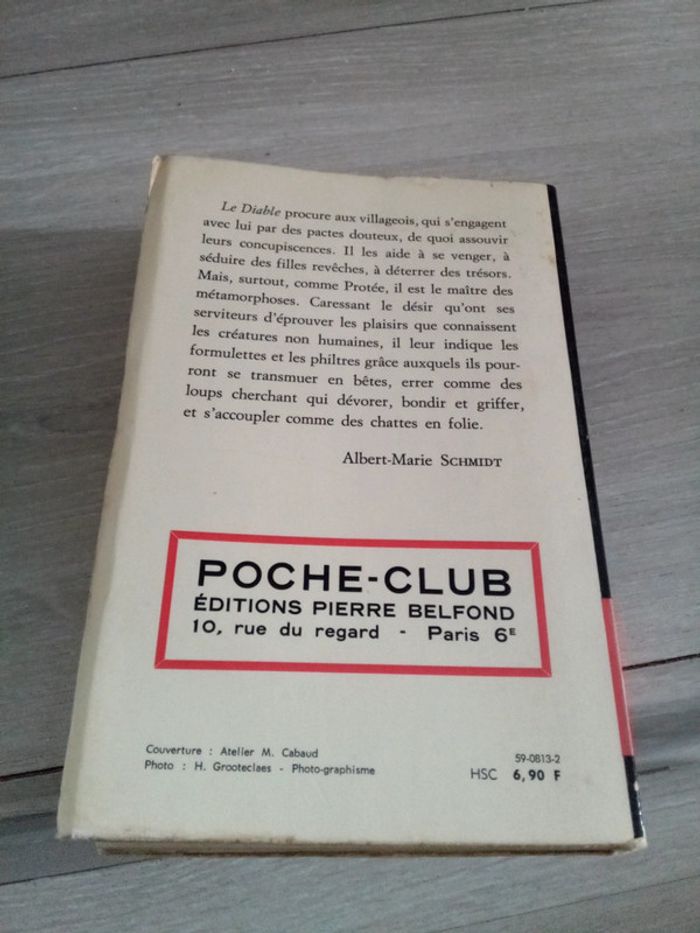 Le Diable procure aux villageois, qui s'engagent
avec lui par des pactes douteux, de quoi assouvir
leurs concupiscences. Il les aide à se venger, à
séduire des filles revêches, à déterrer des trésors.
Mais, surtout, comme Protée, il est le maître des
métamorphoses. Caressant le désir qu'ont ses
serviteurs d'éprouver les plaisirs que connaissent
les créatures non humaines, il leur indique les
formulettes et les philtres grâce auxquels ils pour-
ront se transmuer en bêtes, errer comme des
loups cherchant qui dévorer, bondir et griffer,
et s'accoupler comme des chattes en folie.
Albert-Marie SCHMIDT
POCHE-CLUB
ÉDITIONS PIERRE BELFOND
10, rue du regard - Paris 6E
Couverture : Atelier M. Cabaud
Photo : H. Grooteclaes - Photo-graphisme
59-0813-2
HSC 6,90 F